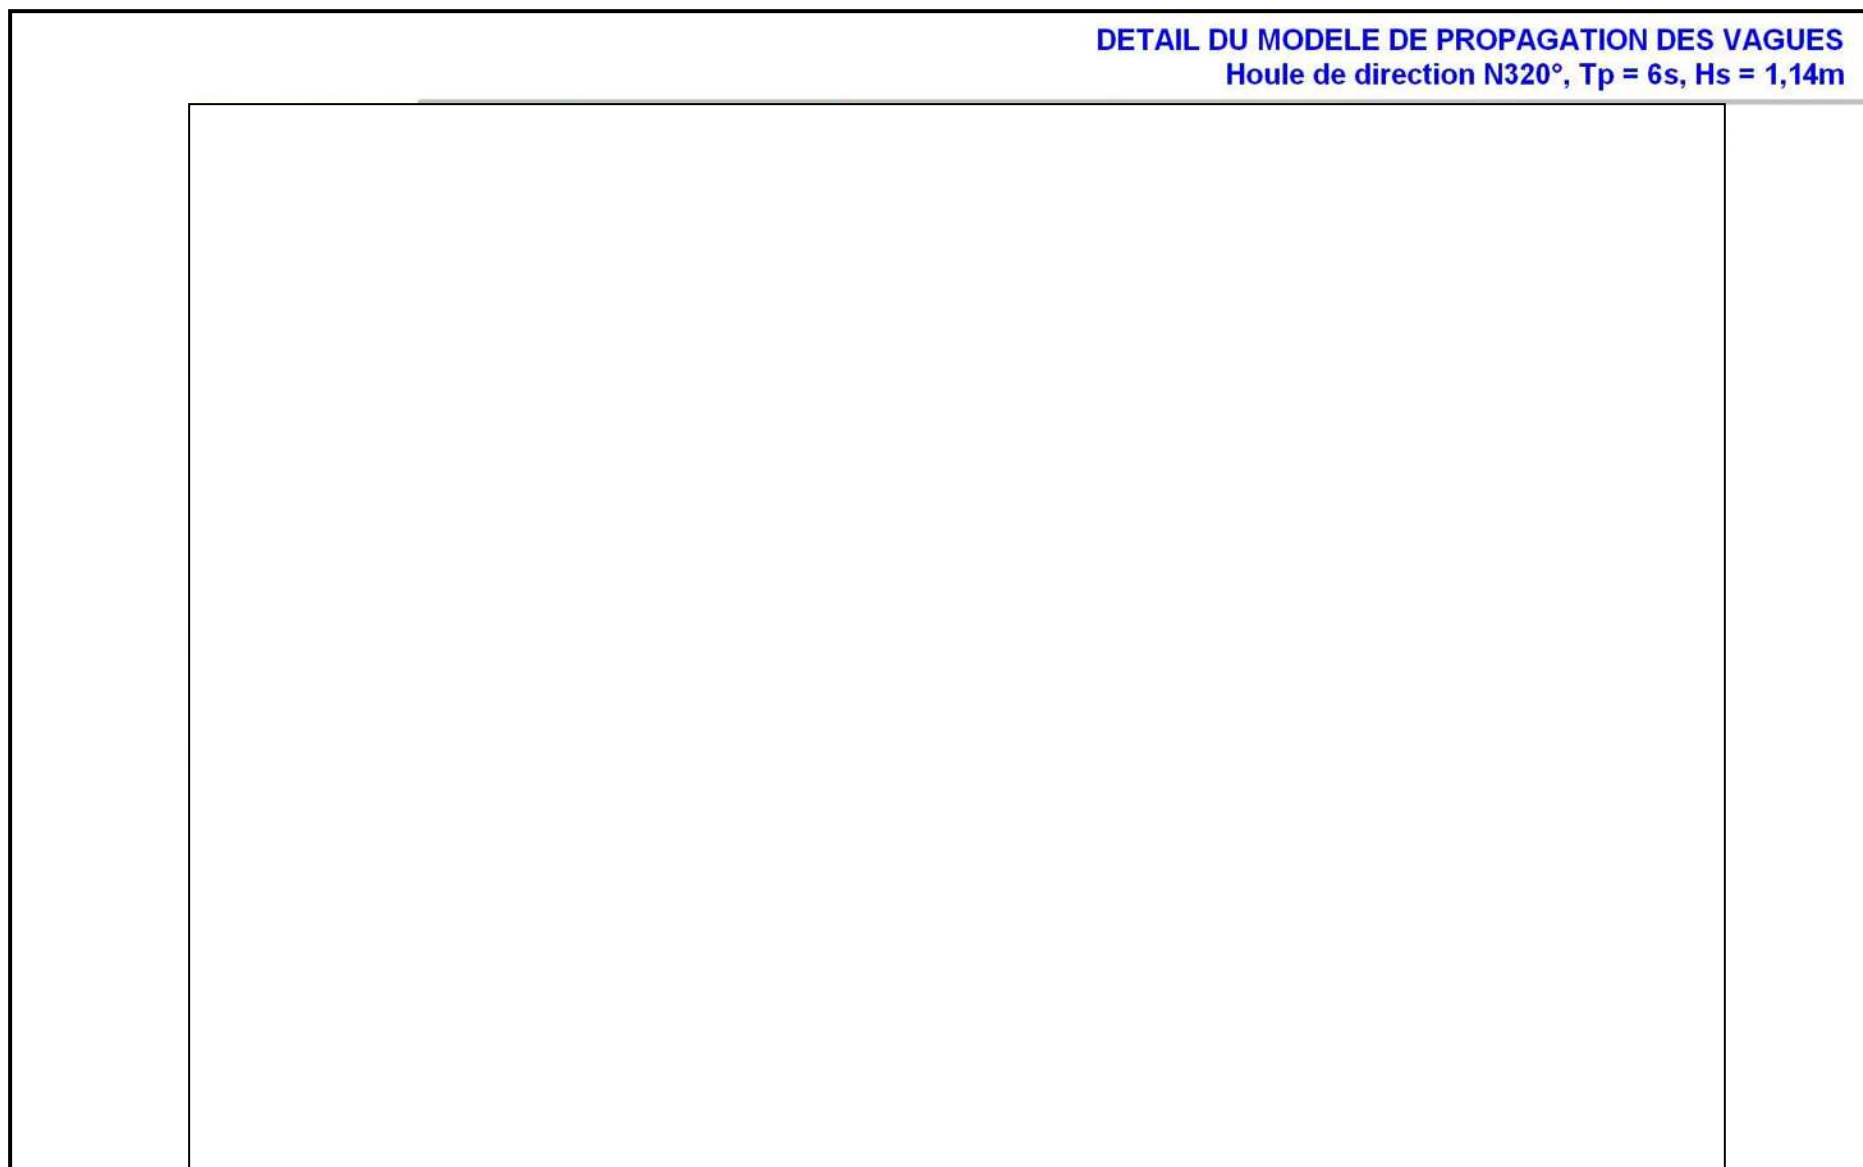 DETAIL DU MODELE DE PROPAGATION DES VAGUES
Houle de direction N320°, Tp = 6s, Hs = 1,14m